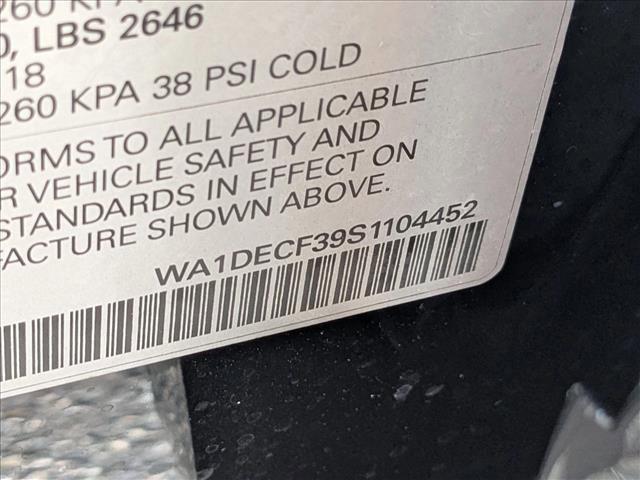 260 KPA
0, LBS 2646
18
260 KPA 38 PSI COLD
ORMS TO ALL APPLICABLE
R VEHICLE SAFETY AND
STANDARDS IN EFFECT ON
FACTURE SHOWN ABOVE.
WA1DECF39S1104452